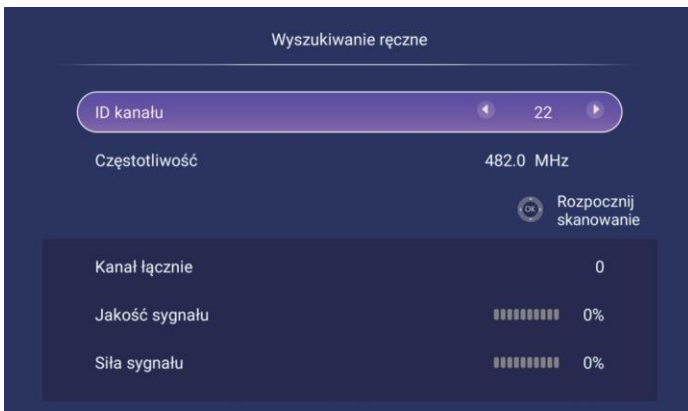 Wyszukiwanie ręczne
ID kanału 22
Częstotliwość 482.0 MHz
OK Rozpocznij
skanowanie
Kanał łącznie 0
Jakość sygnału 0%
Siła sygnału 0%